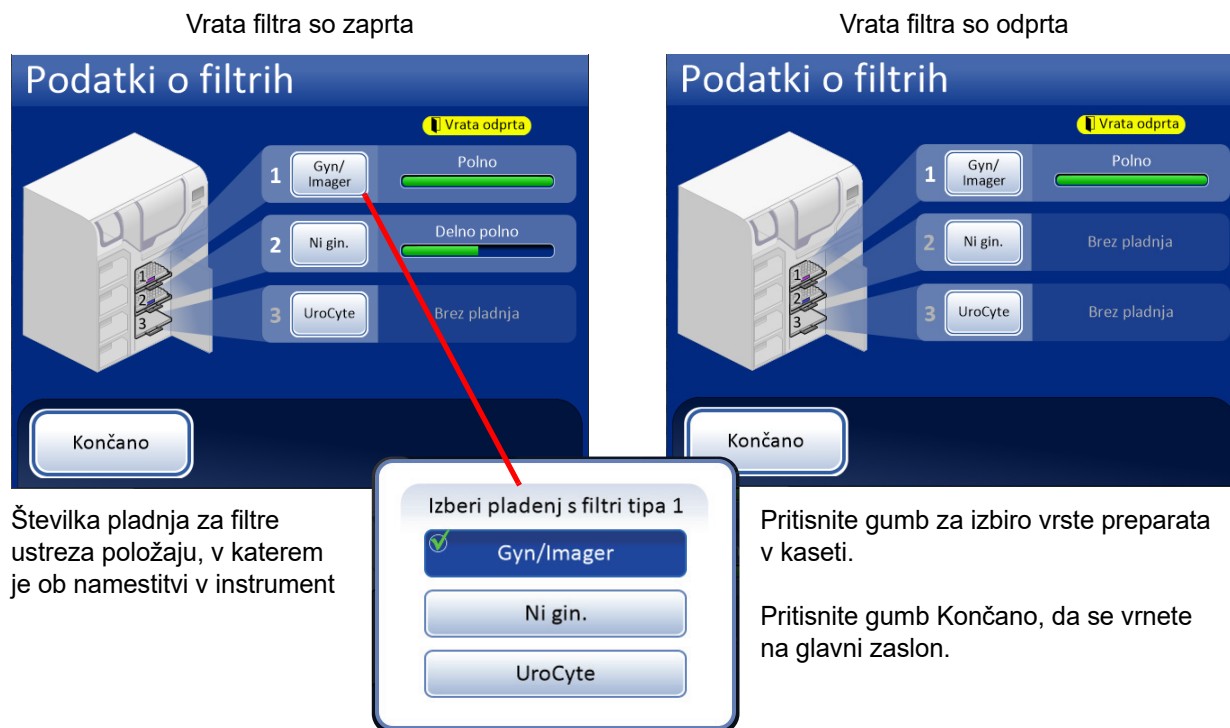 Vrata filtra so zaprta
Podatki o filtrih
Vrata odprta
1
Gyn/
Imager
Polno
2
Ni gin.
Delno polno
3
UroCyte
Brez pladnja
1
2
3
Končano
Vrata filtra so odprta
Podatki o filtrih
Vrata odprta
1
Gyn/
Imager
Polno
2
Ni gin.
Brez pladnja
3
UroCyte
Brez pladnja
1
2
3
Končano
Številka pladnja za filtre
ustreza položaju, v katerem
je ob namestitvi v instrument
Izberi pladenj s filtri tipa 1
Gyn/Imager
Ni gin.
UroCyte
Pritisnite gumb za izbiro vrste preparata
v kaseti.
Pritisnite gumb Končano, da se vrnete
na glavni zaslon.